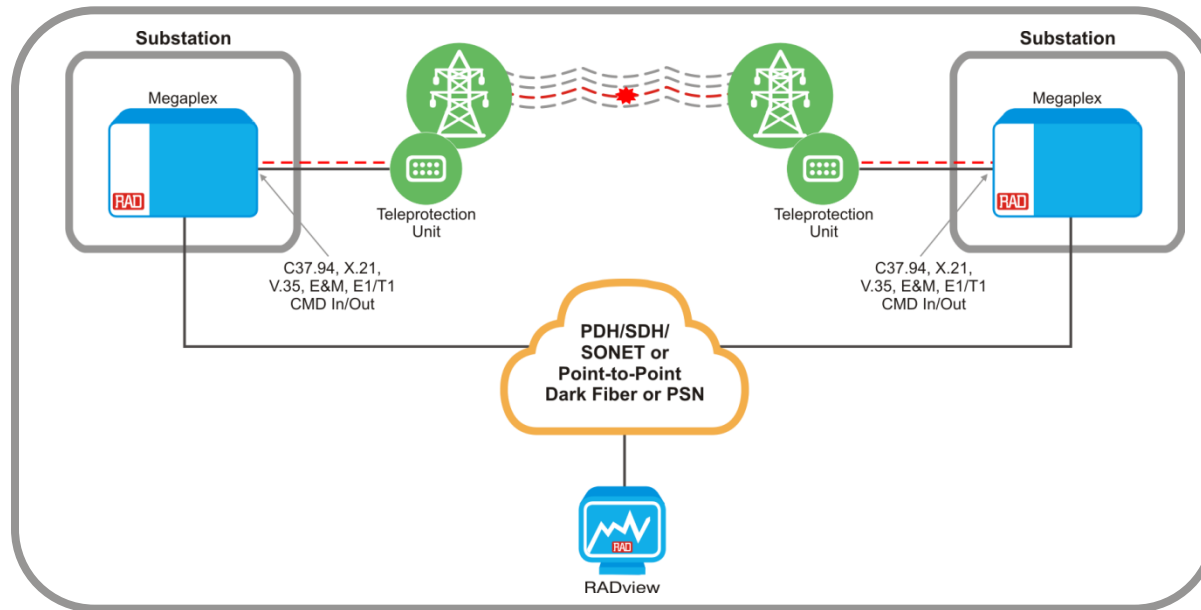 Substation
Megaplex
RAD
Teleprotection
Unit
C37.94, X.21,
V.35, E&M, E1/T1
CMD In/Out
Substation
Megaplex
RAD
Teleprotection
Unit
C37.94, X.21,
V.35, E&M, E1/T1
CMD In/Out
PDH/SDH/
SONET or
Point-to-Point
Dark Fiber or PSN
RAD
RADview